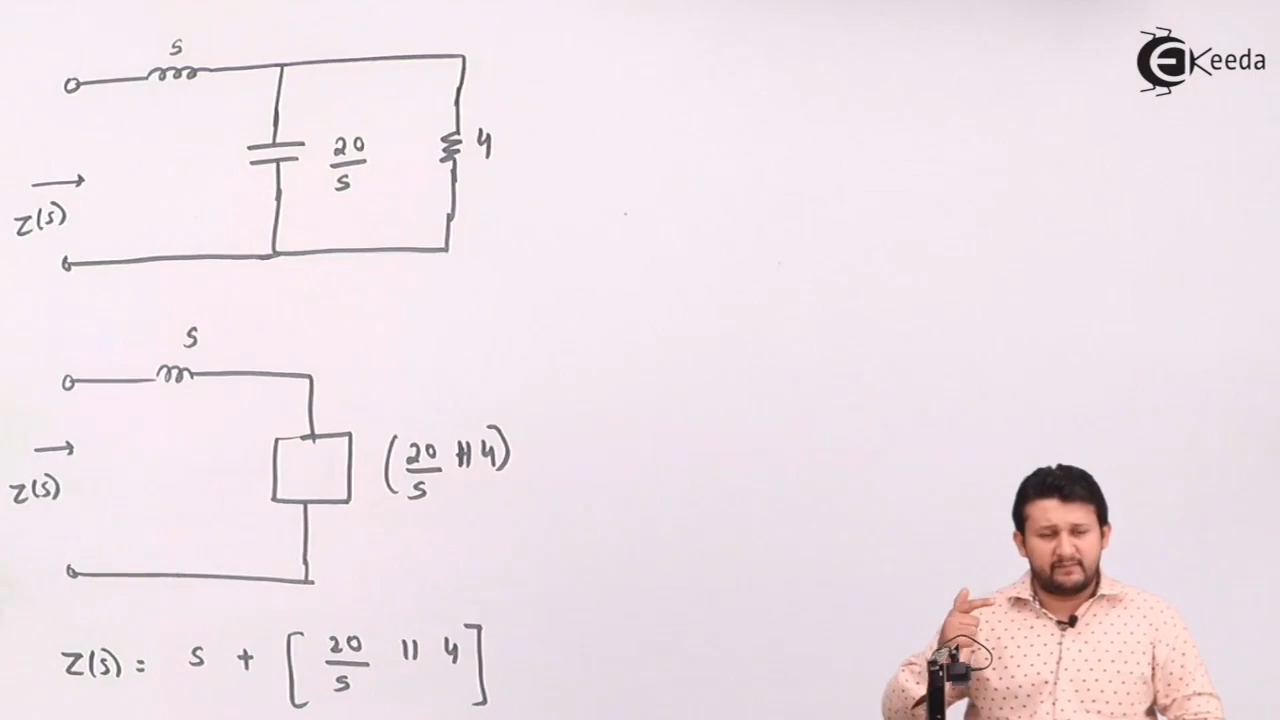 EKeeda
s
20/s
4
Z(s)
s
(20/s || 4)
Z(s)
Z(s) = s + [20/s || 4]